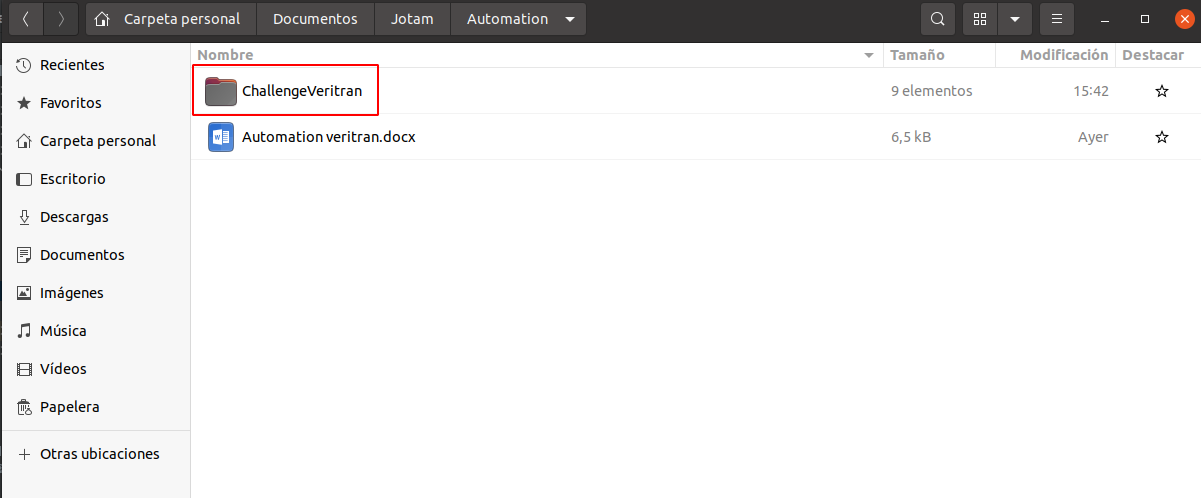 Carpeta personal Documentos Jotam Automation
Nombre Tamaño Modificación Destacar
Recientes
Favoritos
Carpeta personal
Escritorio
Descargas
Documentos
Imágenes
Música
Vídeos
Papelera
Otras ubicaciones
ChallengeVeritran 9 elementos 15:42
Automation veritran.docx 6,5 kB Ayer